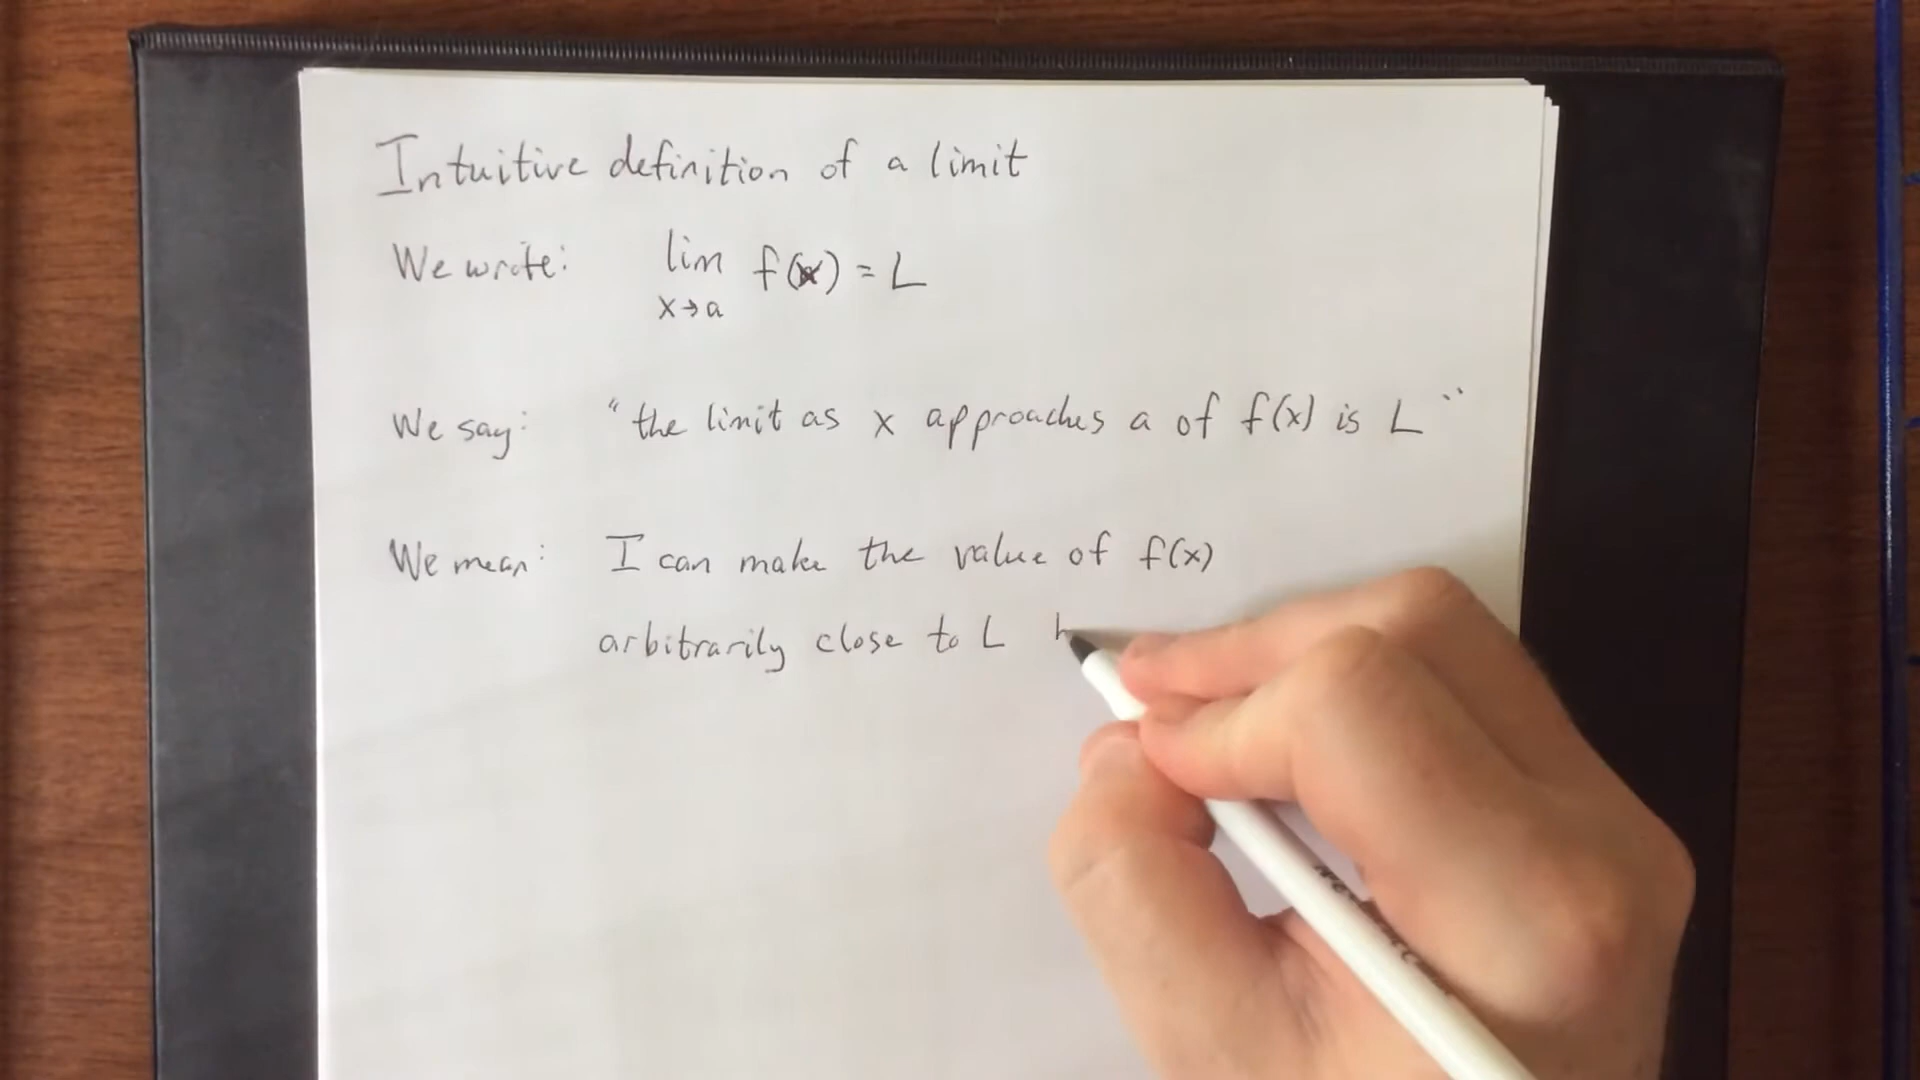 Intuitive definition of a limit
We write: lim f(x) = L
x→a
We say: "the limit as x approaches a of f(x) is L"
We mean: I can make the value of f(x)
arbitrarily close to L